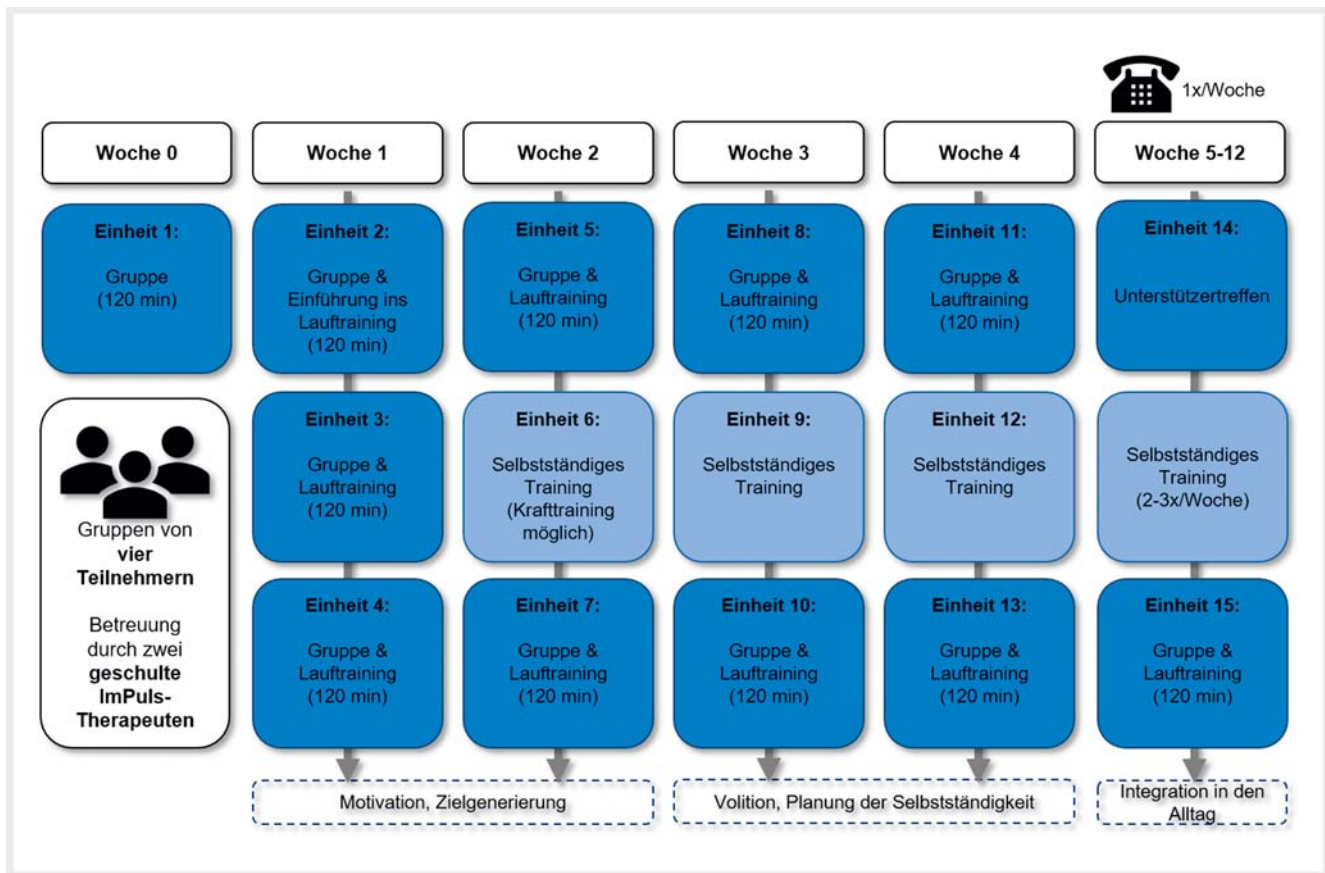 1x/Woche
Woche 0
Woche 1
Woche 2
Woche 3
Woche 4
Woche 5-12
Einheit 1:
Gruppe
(120 min)
Einheit 2:
Gruppe &
Einführung ins
Lauftraining
(120 min)
Einheit 5:
Gruppe &
Lauftraining
(120 min)
Einheit 8:
Gruppe &
Lauftraining
(120 min)
Einheit 11:
Gruppe &
Lauftraining
(120 min)
Einheit 14:
Unterstützertreffen
Gruppen von
vier
Teilnehmern
Betreuung
durch zwei
geschulte
ImPuls-
Therapeuten
Einheit 3:
Gruppe &
Lauftraining
(120 min)
Einheit 6:
Selbstständiges
Training
(Krafttraining
möglich)
Einheit 9:
Selbstständiges
Training
Einheit 12:
Selbstständiges
Training
Selbstständiges
Training
(2-3x/Woche)
Einheit 4:
Gruppe &
Lauftraining
(120 min)
Einheit 7:
Gruppe &
Lauftraining
(120 min)
Einheit 10:
Gruppe &
Lauftraining
(120 min)
Einheit 13:
Gruppe &
Lauftraining
(120 min)
Einheit 15:
Gruppe &
Lauftraining
(120 min)
Motivation, Zielgenerierung
Volition, Planung der Selbstständigkeit
Integration in den
Alltag